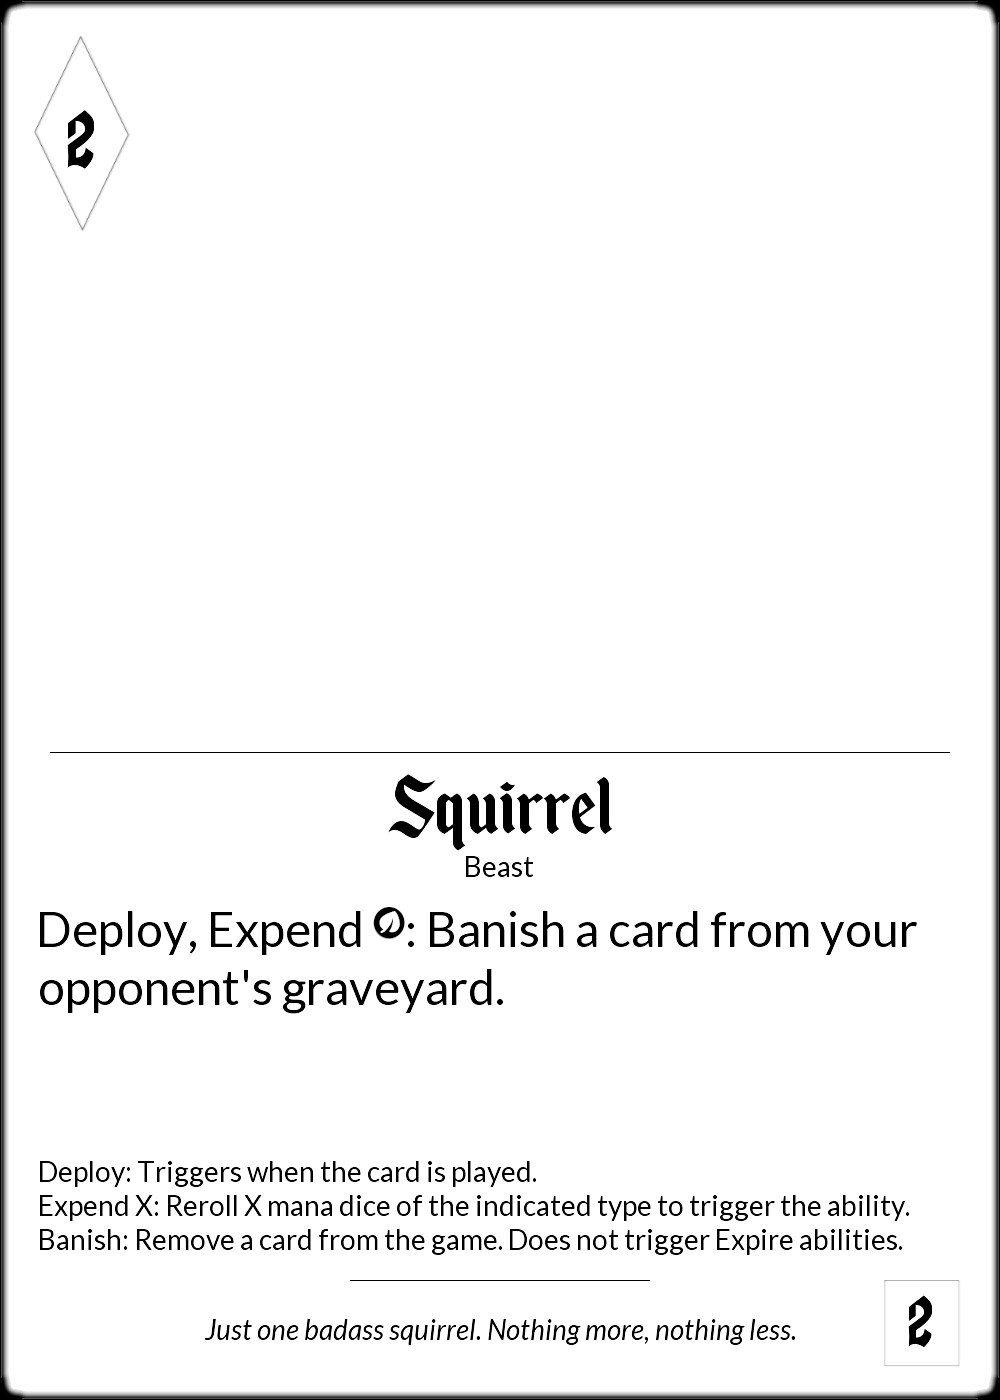 2
Squirrel
Beast
Deploy, Expend : Banish a card from your
opponent's graveyard.
Deploy: Triggers when the card is played.
Expend X: Reroll X mana dice of the indicated type to trigger the ability.
Banish: Remove a card from the game. Does not trigger Expire abilities.
Just one badass squirrel. Nothing more, nothing less.
2